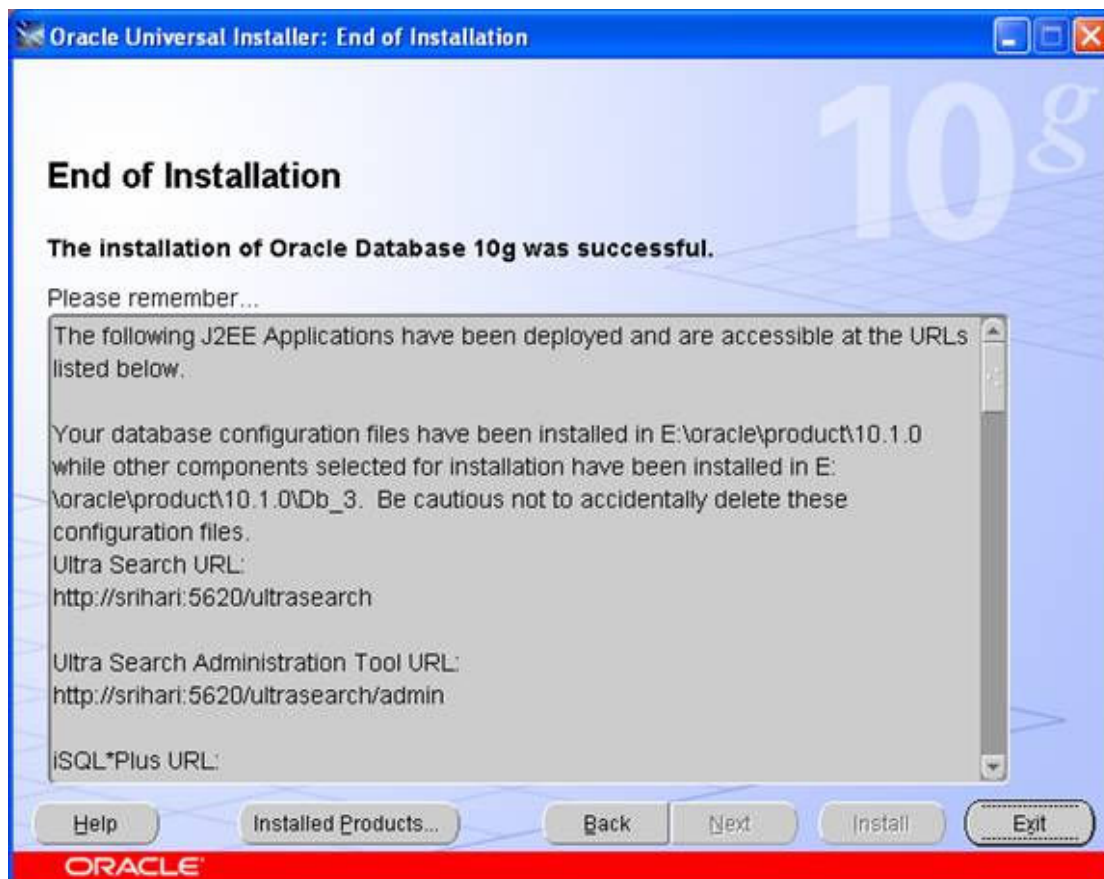 Oracle Universal Installer: End of Installation
10g
End of Installation
The installation of Oracle Database 10g was successful.
Please remember...
The following J2EE Applications have been deployed and are accessible at the URLs
listed below.
Your database configuration files have been installed in E:\oracle\product\10.1.0
while other components selected for installation have been installed in E:
\oracle\product\10.1.0\Db_3.  Be cautious not to accidentally delete these
configuration files.
Ultra Search URL:
http://srihari:5620/ultrasearch
Ultra Search Administration Tool URL:
http://srihari:5620/ultrasearch/admin
iSQL*Plus URL:
Help Installed Products... Back Next Install Exit
ORACLE